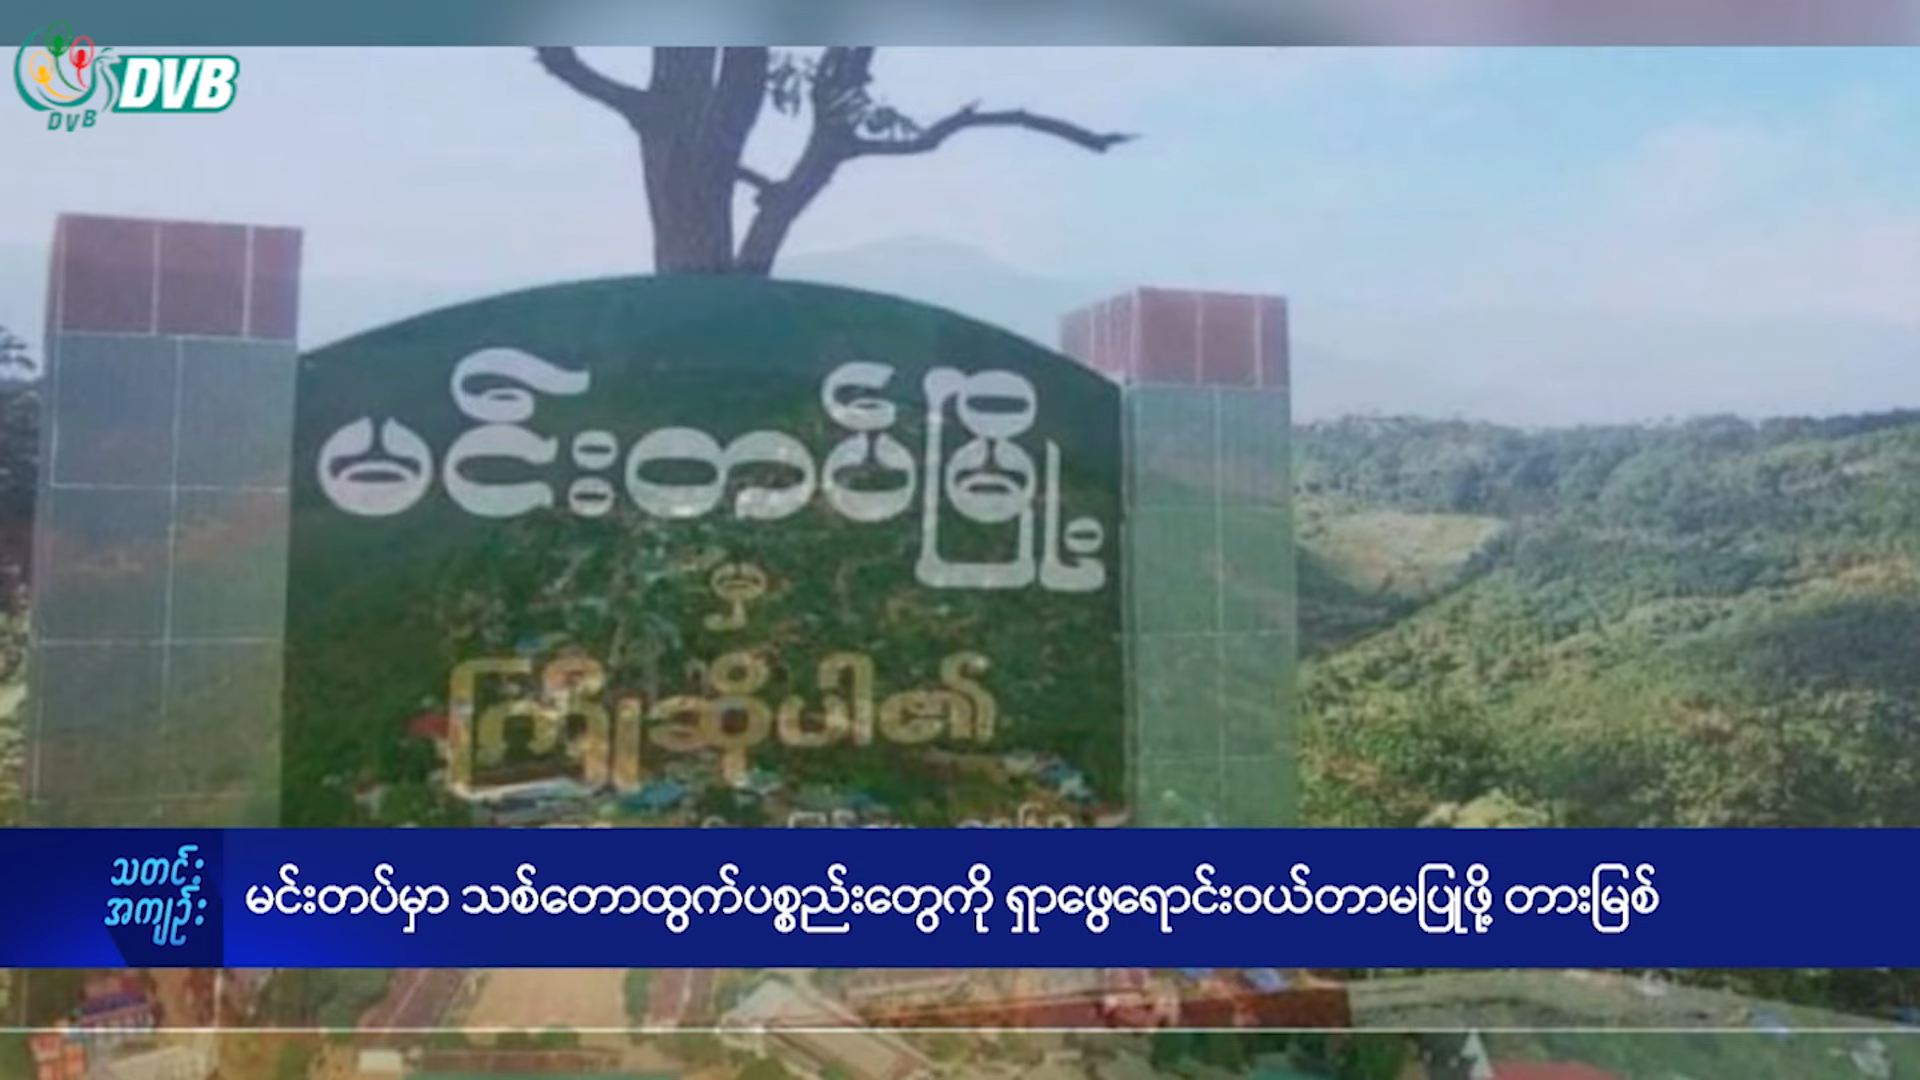 DVB
DVB
မင်းတပ်မြို့
မှ
ကြိုဆိုပါ၏
သတင်း
အကျဉ်း
မင်းတပ်မှာ သစ်တောထွက်ပစ္စည်းတွေကို ရှာဖွေရောင်းဝယ်တာမပြုဖို့ တားမြစ်